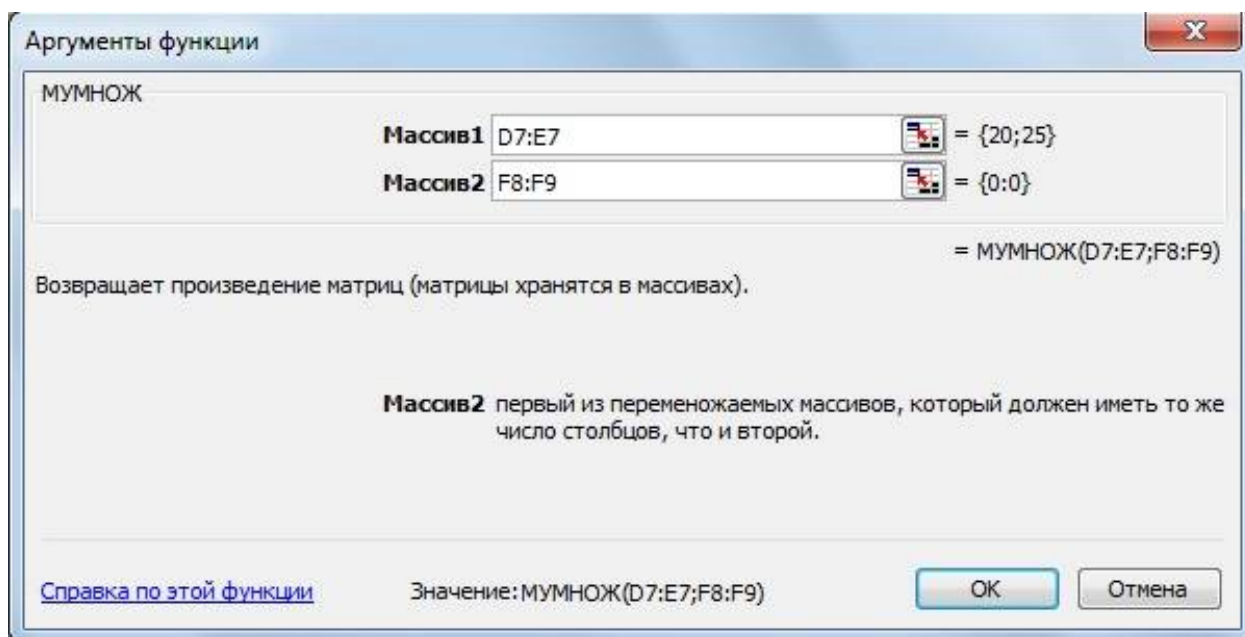 Аргументы функции
МУМНОЖ
Массив1 D7:E7 = {20;25}
Массив2 F8:F9 = {0:0}
= МУМНОЖ(D7:E7;F8:F9)
Возвращает произведение матриц (матрицы хранятся в массивах).
Массив2 первый из переменожаемых массивов, который должен иметь то же
число столбцов, что и второй.
Справка по этой функции Значение:МУМНОЖ(D7:E7;F8:F9) ОК Отмена